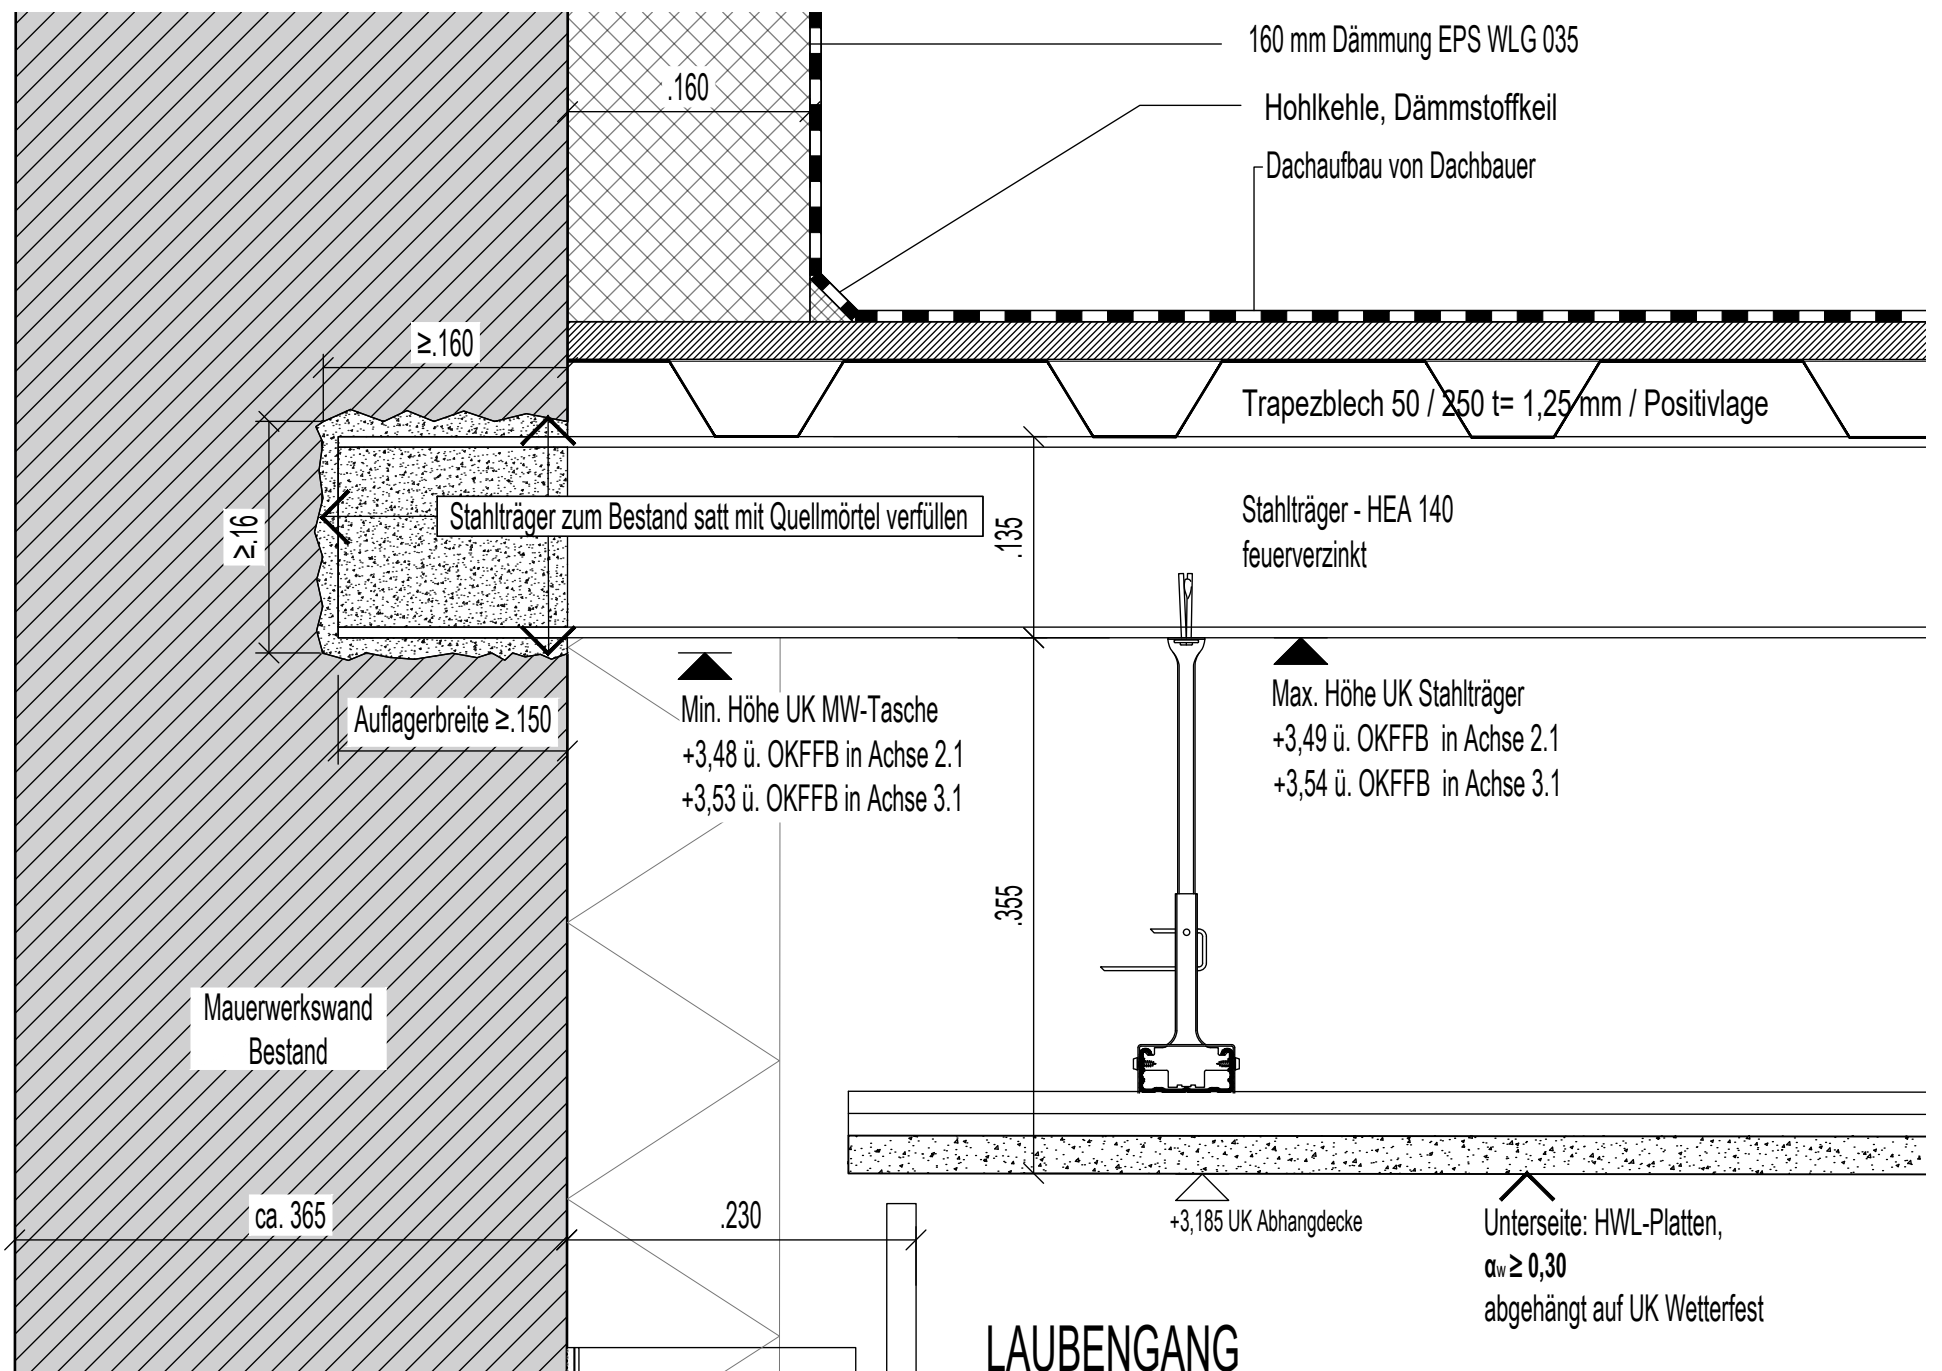 160 mm Dämmung EPS WLG 035
.160
Hohlkehle, Dämmstoffkeil
Dachaufbau von Dachbauer
≥.160
Trapezblech 50 / 250 t= 1,25 mm / Positivlage
≥.16
Stahlträger zum Bestand satt mit Quellmörtel verfüllen
.135
Stahlträger - HEA 140
feuerverzinkt
Auflagerbreite ≥.150
Min. Höhe UK MW-Tasche
+3,48 ü. OKFFB in Achse 2.1
+3,53 ü. OKFFB in Achse 3.1
Max. Höhe UK Stahlträger
+3,49 ü. OKFFB in Achse 2.1
+3,54 ü. OKFFB in Achse 3.1
.355
Mauerwerkswand
Bestand
ca. 365
.230
+3,185 UK Abhangdecke
Unterseite: HWL-Platten,
αw ≥ 0,30
abgehängt auf UK Wetterfest
LAUBENGANG